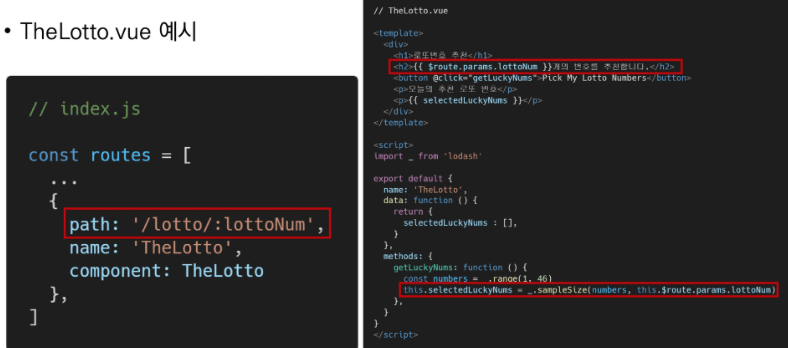 • TheLotto.vue 예시
// index.js
const routes = [
...
{
path: '/lotto/:lottoNum',
name: 'TheLotto',
component: TheLotto
},
]
// TheLotto.vue
<template>
<div>
<h1>로또번호 추천</h1>
<h2>{{ $route.params.lottoNum }}개의 번호를 추천합니다.</h2>
<button @click="getLuckyNums">Pick My Lotto Numbers</button>
<p>오늘의 추천 로또 번호</p>
<p>{{ selectedLuckyNums }}</p>
</div>
</template>
<script>
import _ from 'lodash'
export default {
name: 'TheLotto',
data: function () {
return {
selectedLuckyNums : [],
}
},
methods: {
getLuckyNums: function () {
const numbers = _.range(1, 46)
this.selectedLuckyNums = _.sampleSize(numbers, this.$route.params.lottoNum)
},
}
}
</script>